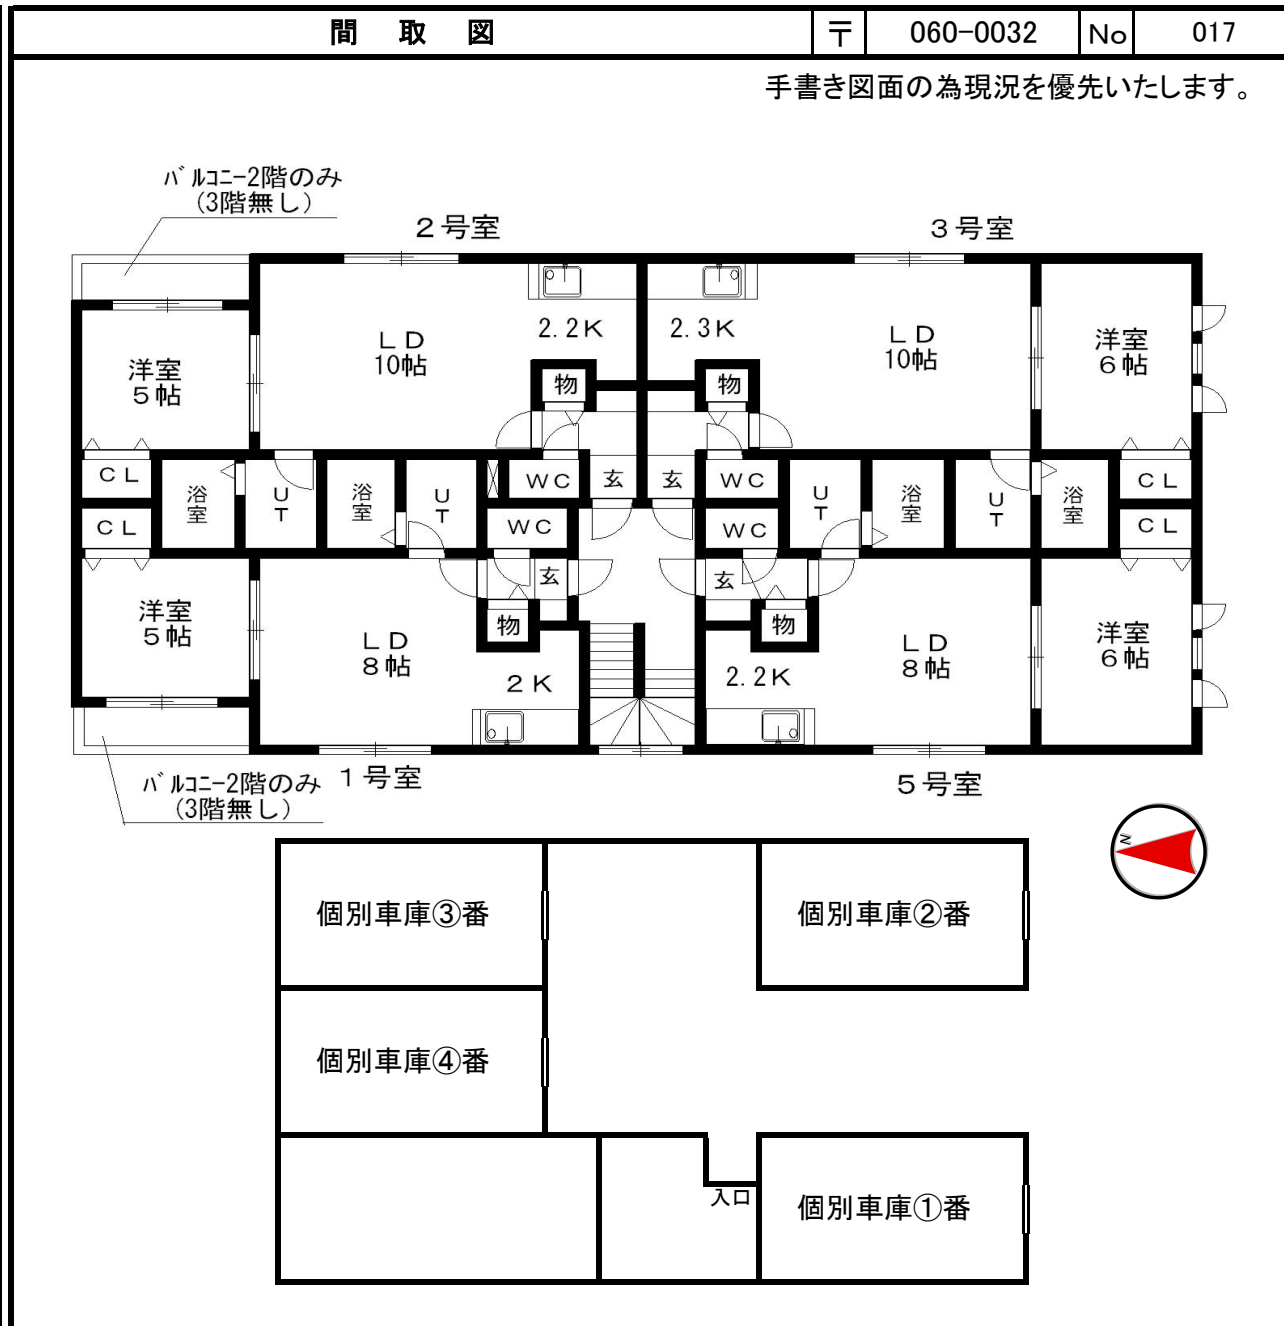 間取図 〒 060-0032 No 017
手書き図面の為現況を優先いたします。
バルコニー2階のみ
(3階無し)
2号室
3号室
LD
10帖
2.2K
2.3K
LD
10帖
洋室
5帖
洋室
6帖
物
物
CL
浴室
UT
浴室
UT
WC
玄
玄
WC
UT
浴室
UT
浴室
CL
CL
WC
WC
CL
玄
玄
洋室
5帖
LD
8帖
物
2K
物
2.2K
LD
8帖
洋室
6帖
バルコニー2階のみ
(3階無し)
1号室
5号室
N
個別車庫③番
個別車庫②番
個別車庫④番
入口
個別車庫①番